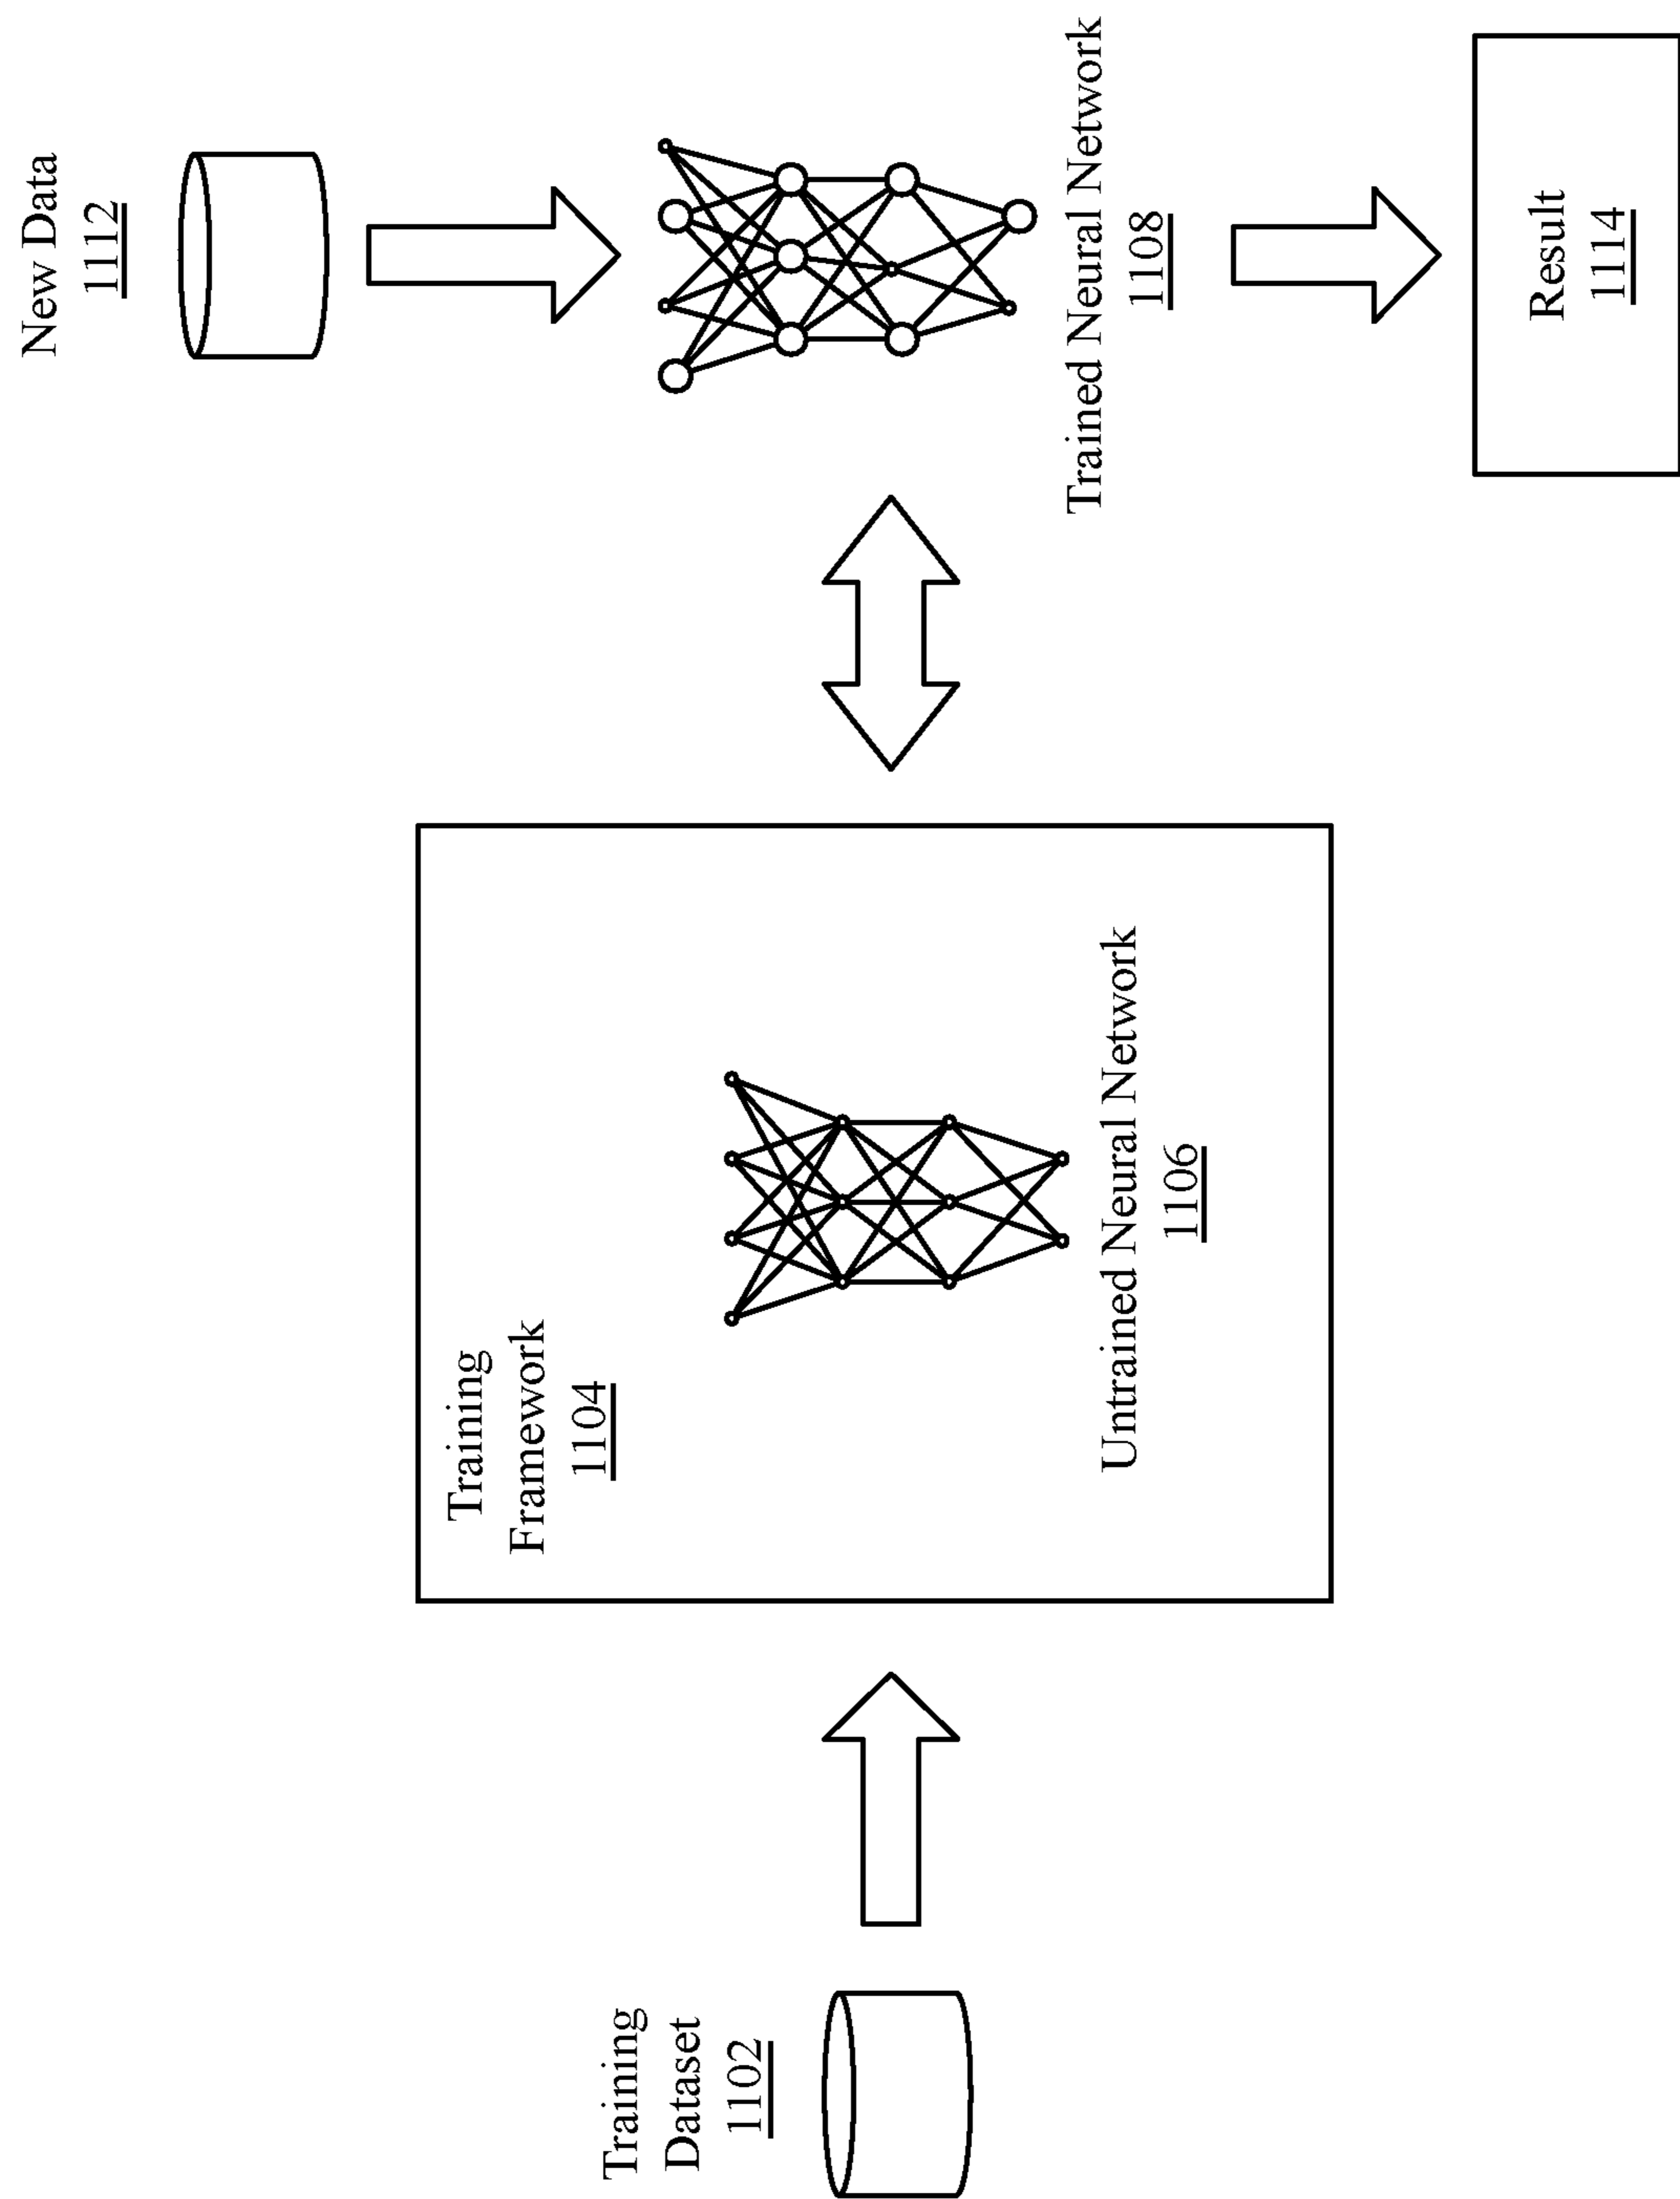 Training
Dataset
1102
Training
Framework
1104
Untrained Neural Network
1106
New Data
1112
Trained Neural Network
1108
Result
1114